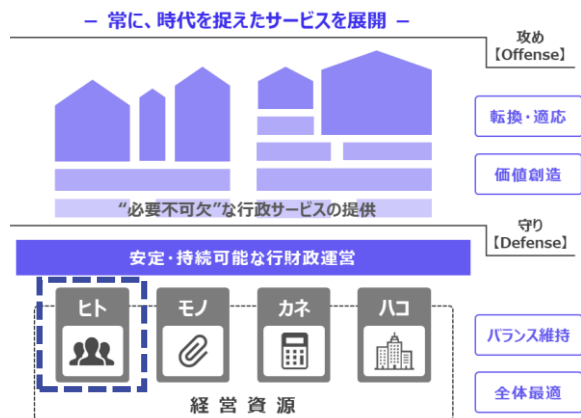 ― 常に、時代を捉えたサービスを展開 ―
攻め
【Offense】
転換・適応
価値創造
“必要不可欠”な行政サービスの提供
守り
【Defense】
安定・持続可能な行財政運営
ヒト
モノ
カネ
ハコ
バランス維持
全体最適
経営資源